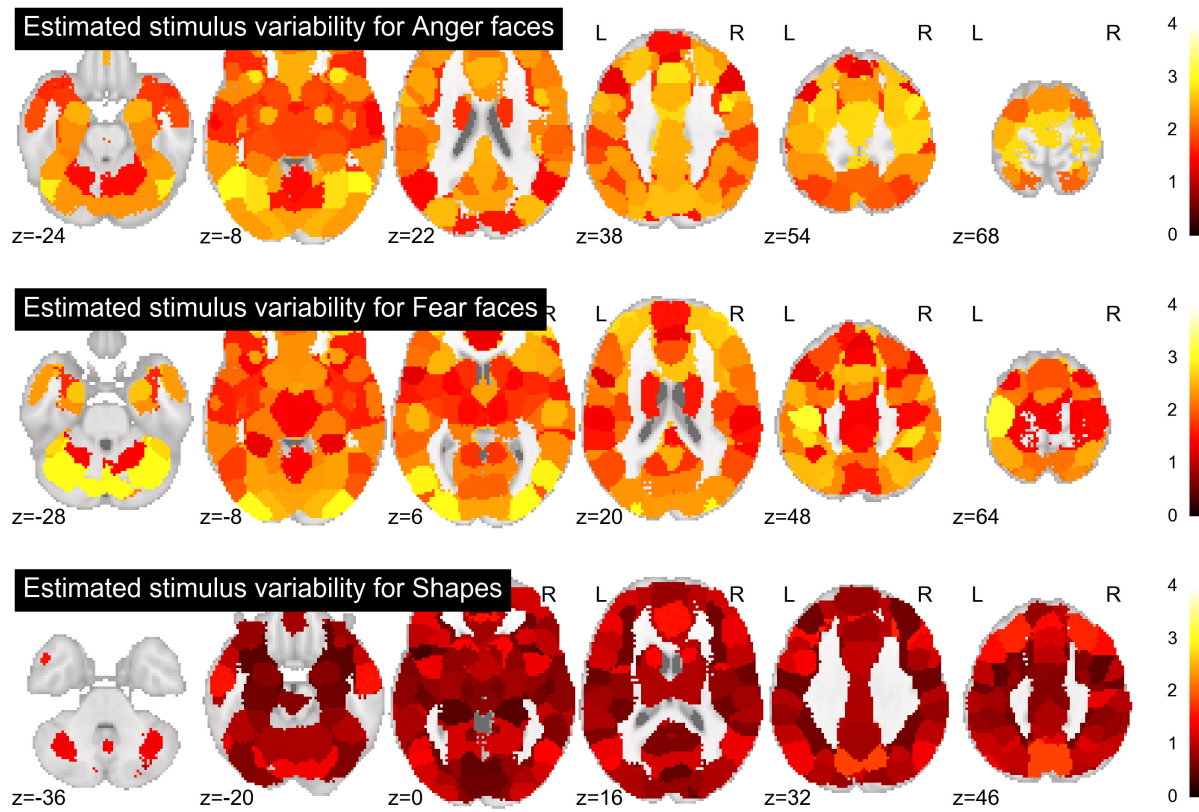 Estimated stimulus variability for Anger faces
L R L R L R
4
3
2
1
0
z=-24 z=-8 z=22 z=38 z=54 z=68
Estimated stimulus variability for Fear faces
R L R L R L R
4
3
2
1
0
z=-28 z=-8 z=6 z=20 z=48 z=64
Estimated stimulus variability for Shapes
R L R L R L R
4
3
2
1
0
z=-36 z=-20 z=0 z=16 z=32 z=46